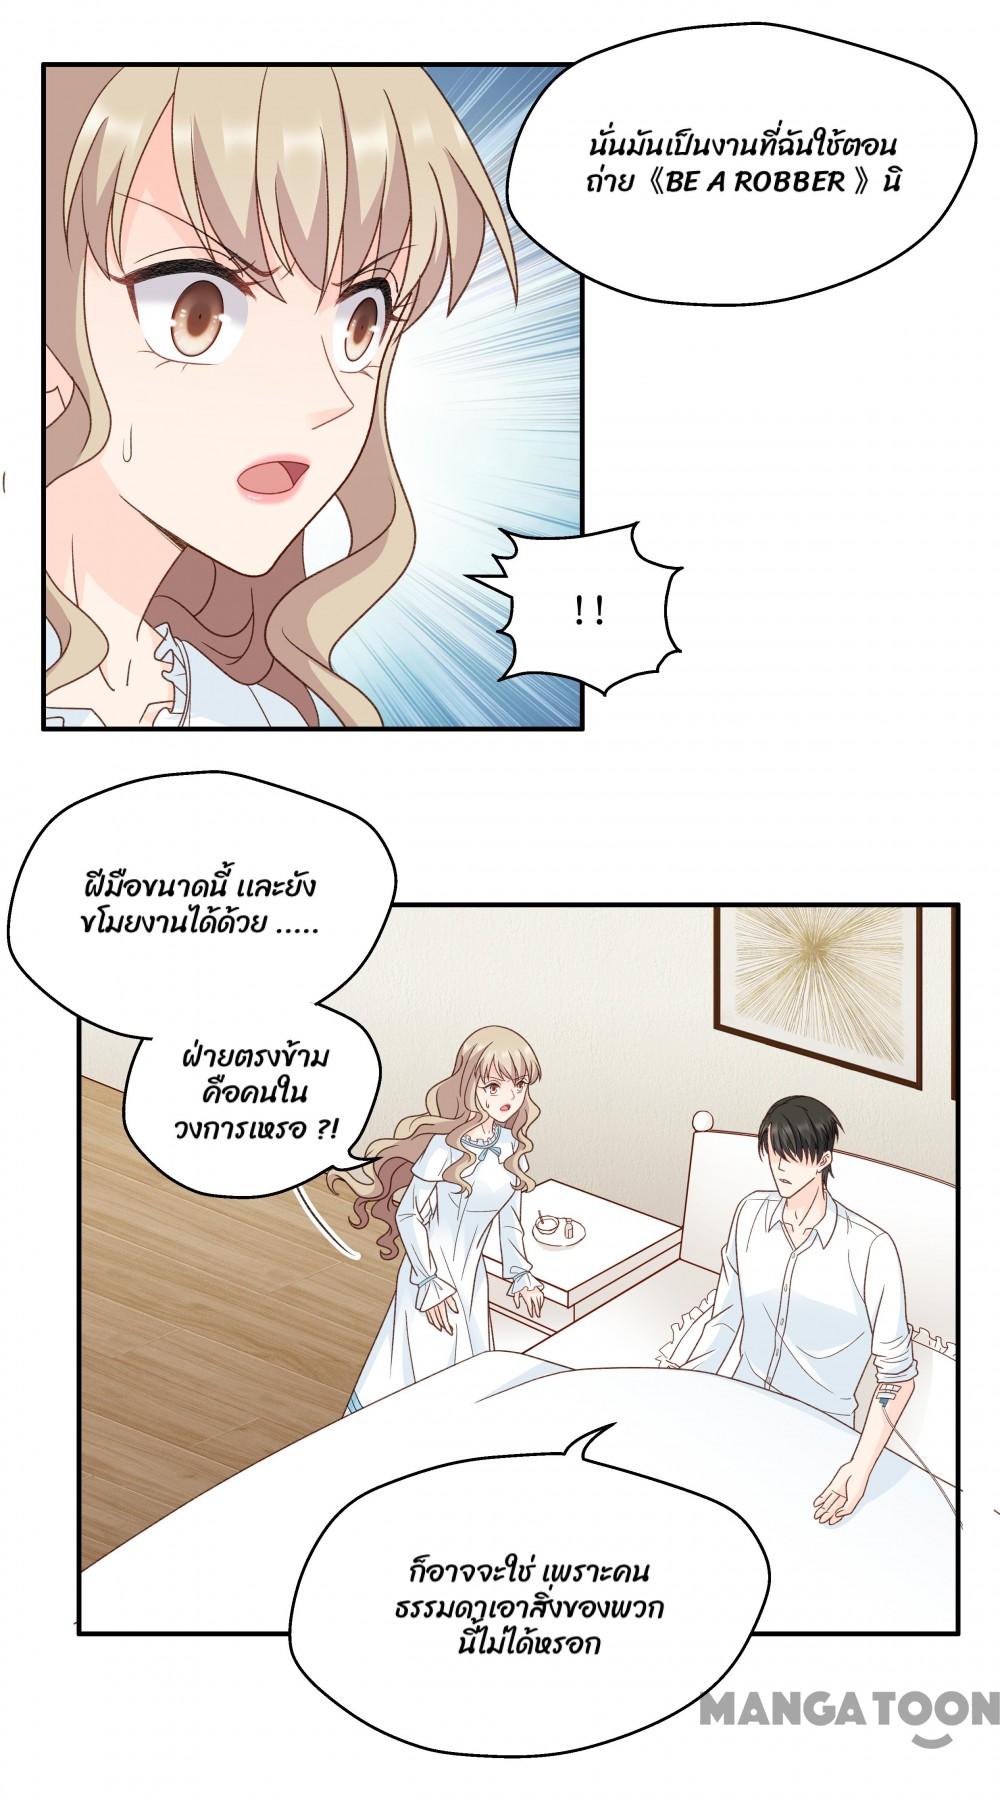 นั่นมันเป็นงานที่ฉันใช้ตอน
ถ่าย《BE A ROBBER 》นิ
!!
ฝีมือขนาดนี้ และยัง
ขโมยงานได้ด้วย .....
ฝ่ายตรงข้าม
คือคนใน
วงการเหรอ ?!
ก็อาจจะใช่ เพราะคน
ธรรมดาเอาสิ่งของพวก
นี้ไม่ได้หรอก
MANGATOON